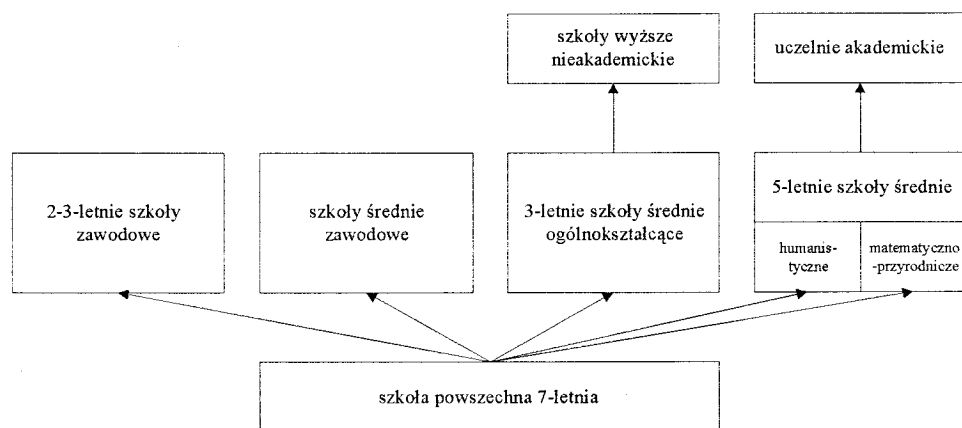 szkoły wyższe
nieakademickie
uczelnie akademickie
2-3-letnie szkoły
zawodowe
szkoły średnie
zawodowe
3-letnie szkoły średnie
ogólnokształcące
5-letnie szkoły średnie
humanis-
tyczne
matematyczno
-przyrodnicze
szkoła powszechna 7-letnia